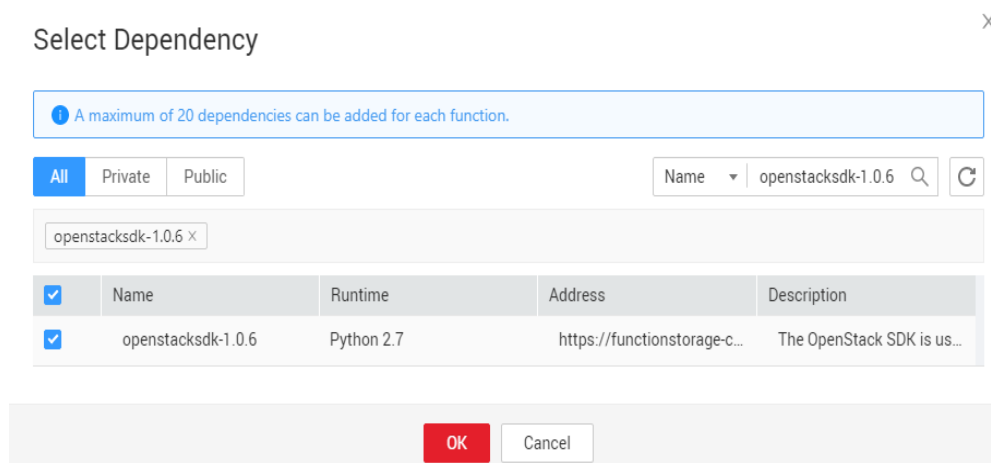 Select Dependency
A maximum of 20 dependencies can be added for each function.
All Private Public Name openstacksdk-1.0.6
openstacksdk-1.0.6 ×
Name Runtime Address Description
openstacksdk-1.0.6 Python 2.7 https://functionstorage-c... The OpenStack SDK is us...
OK Cancel